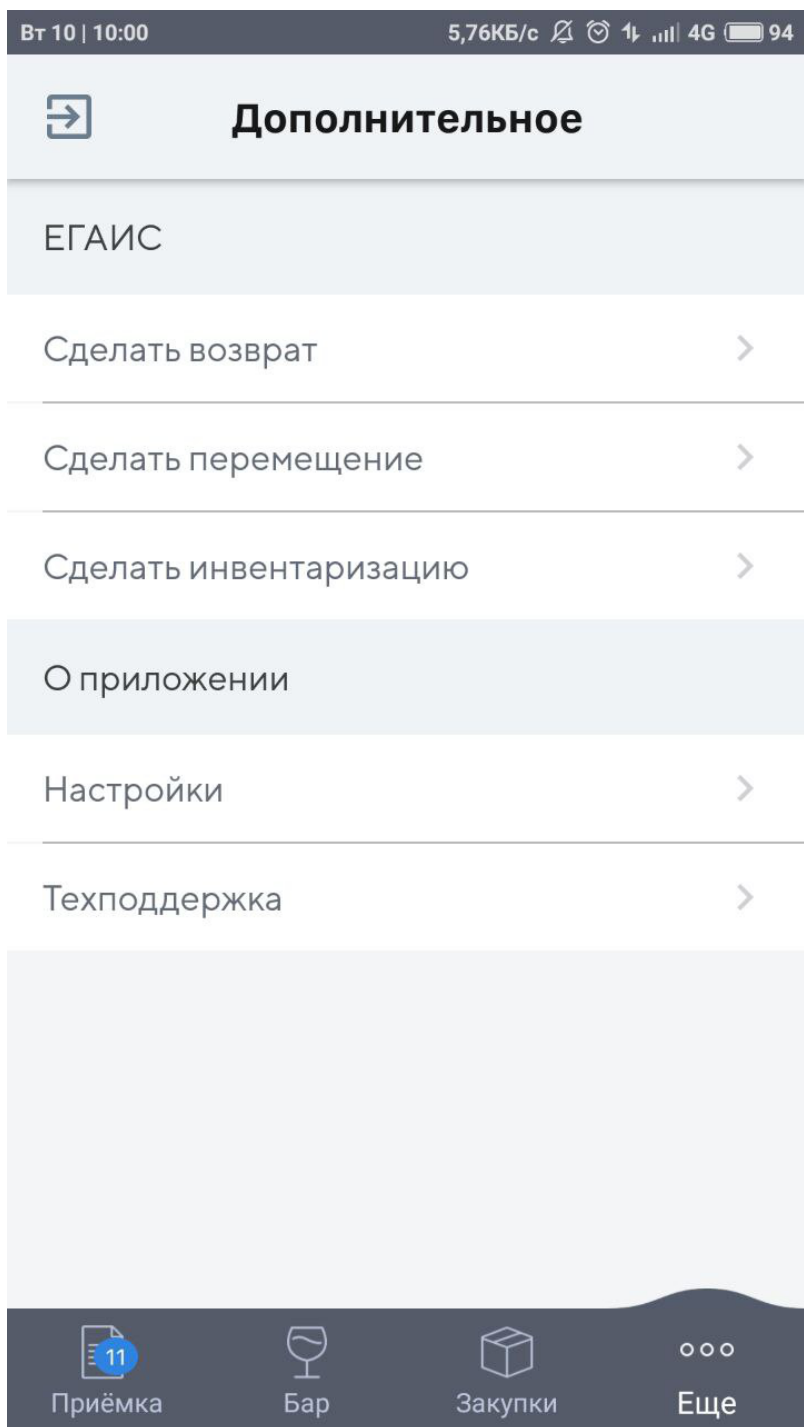 Вт 10 | 10:00 5,76КБ/с 4G 94
Дополнительное
ЕГАИС
Сделать возврат
Сделать перемещение
Сделать инвентаризацию
О приложении
Настройки
Техподдержка
11
Приёмка Бар Закупки Еще